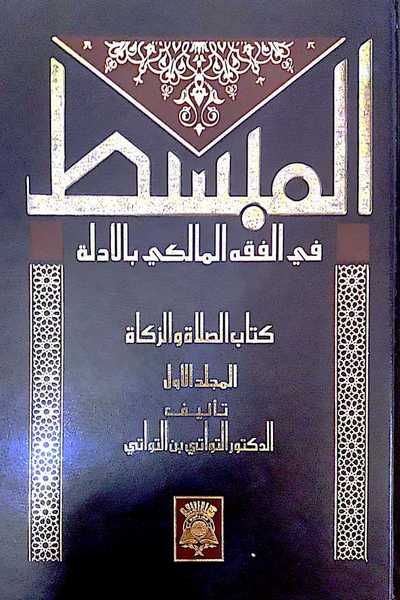 المبسط
في الفقه المالكي بالأدلة
كتاب الصلاة والزكاة
المجلد الأول
تأليف
الدكتور التواتي بن التواتي